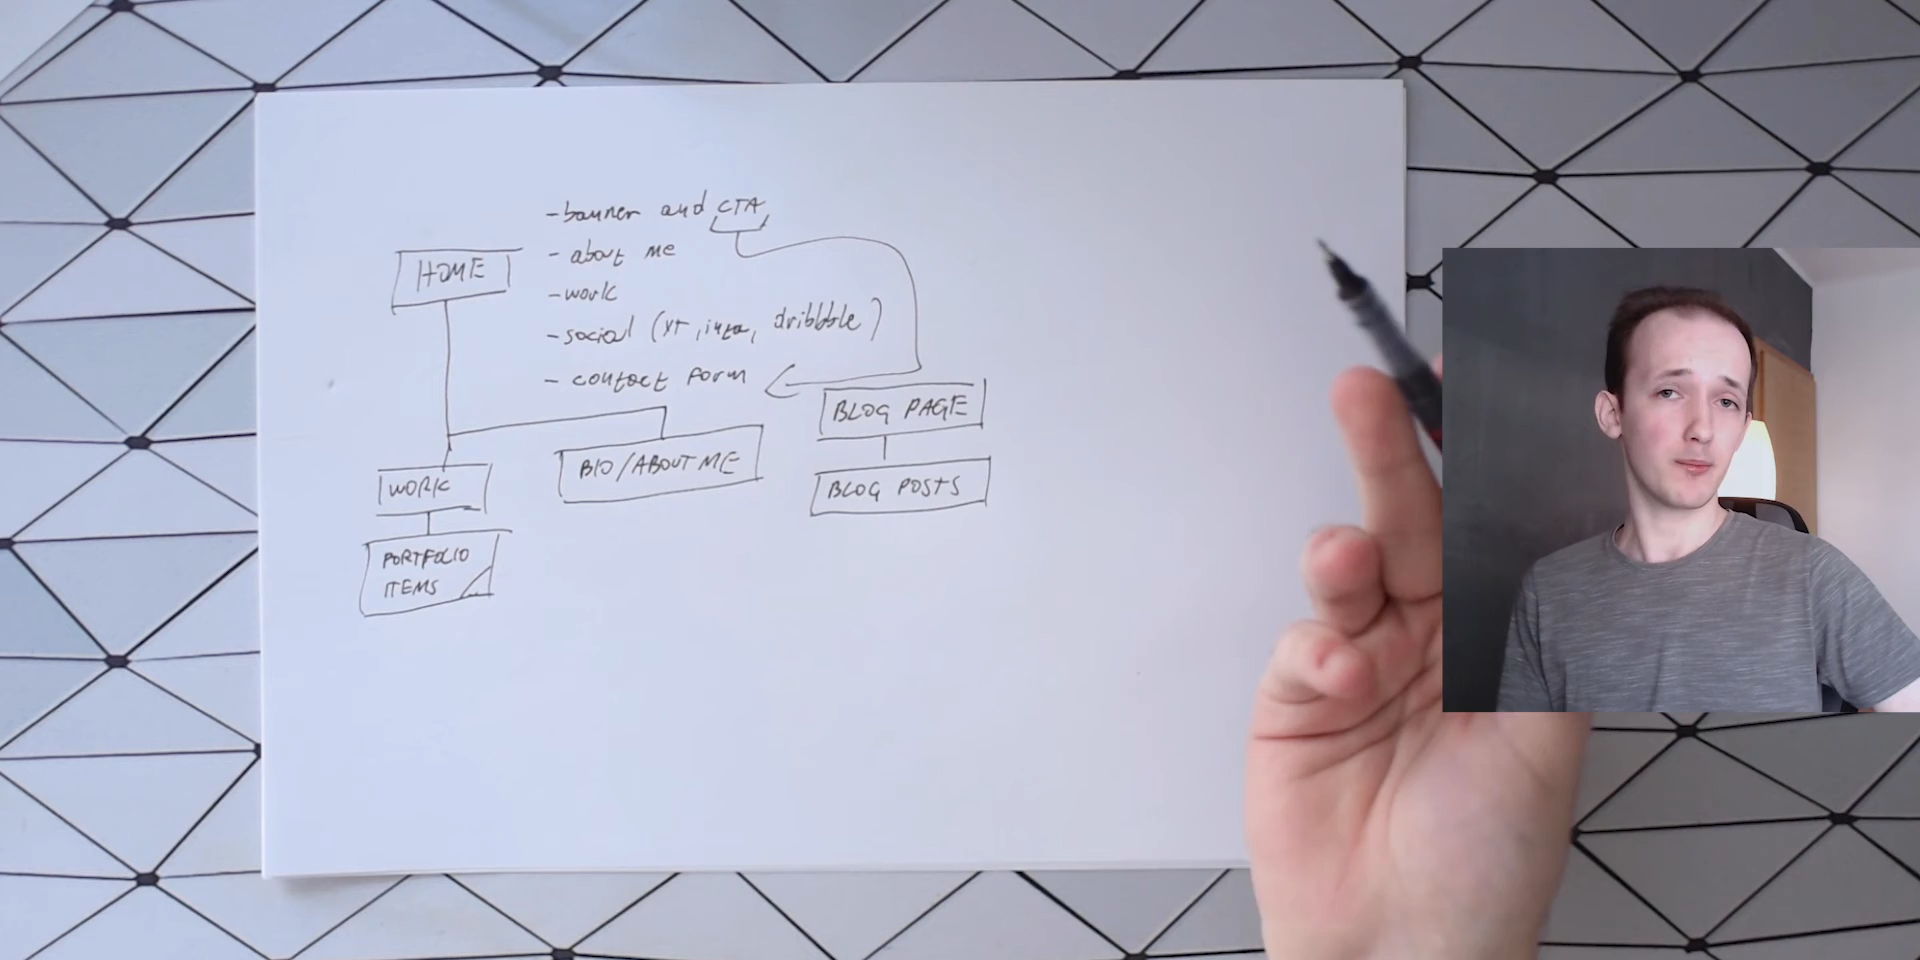 - banner and CTA
HOME
- about me
- work
- social (YT, insta, dribbble)
- contact form
BLOG PAGE
BIO/ABOUT ME
WORK
BLOG POSTS
PORTFOLIO
ITEMS